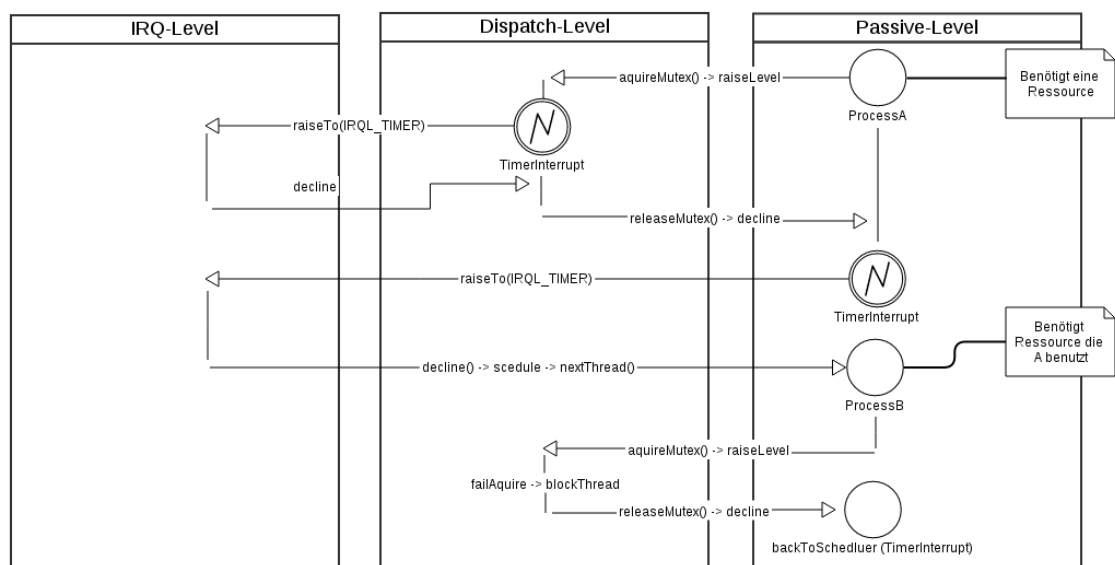 IRQ-Level
Dispatch-Level
Passive-Level
aquireMutex() -> raiseLevel
Benötigt eine
Ressource
ProcessA
raiseTo(IRQL_TIMER)
TimerInterrupt
decline
releaseMutex() -> decline
raiseTo(IRQL_TIMER)
TimerInterrupt
Benötigt
Ressource die
A benutzt
decline() -> scedule -> nextThread()
ProcessB
aquireMutex() -> raiseLevel
failAquire -> blockThread
releaseMutex() -> decline
backToSchedluer (TimerInterrupt)